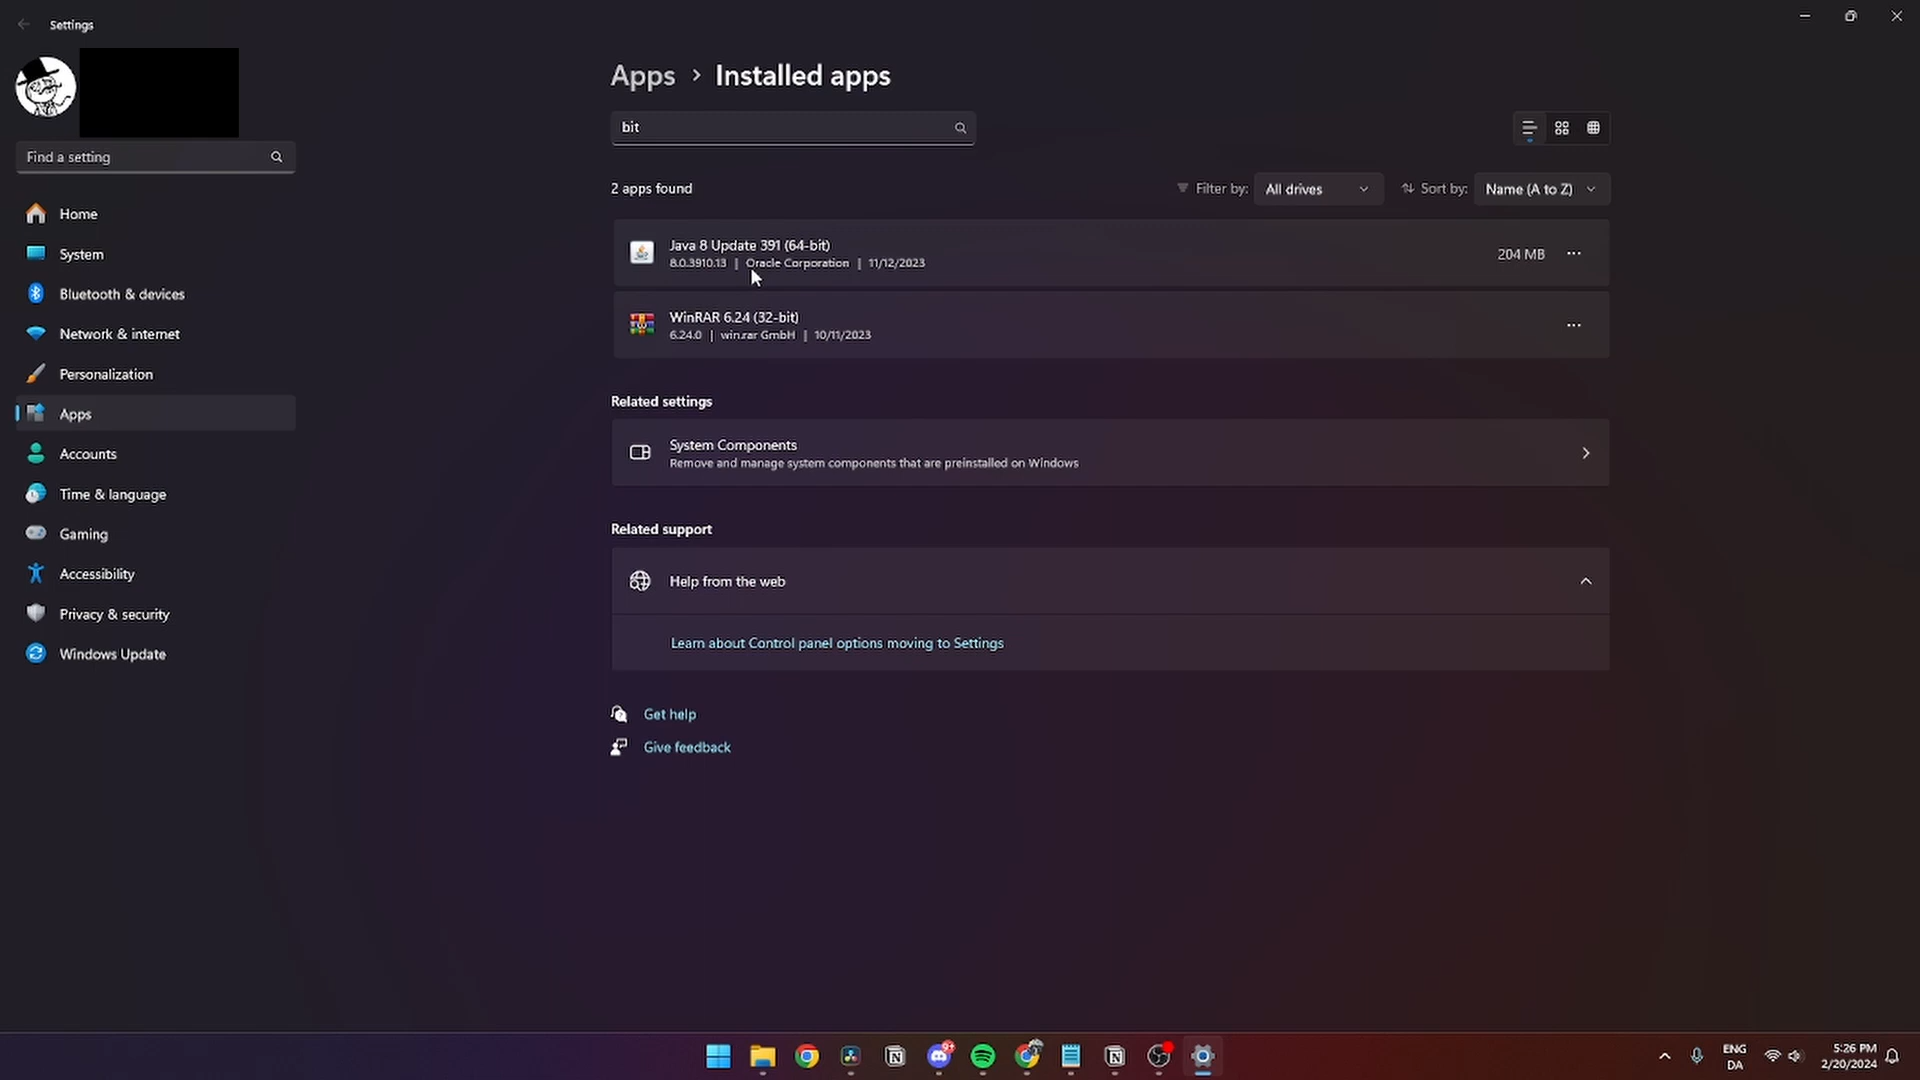 Settings
Find a setting
Home
System
Bluetooth & devices
Network & internet
Personalization
Apps
Accounts
Time & language
Gaming
Accessibility
Privacy & security
Windows Update
Apps > Installed apps
bit
2 apps found
Filter by: All drives
Sort by: Name (A to Z)
Java 8 Update 391 (64-bit)
8.0.3910.13 | Oracle Corporation | 11/12/2023
204 MB
WinRAR 6.24 (32-bit)
6.24.0 | win.rar GmbH | 10/11/2023
Related settings
System Components
Remove and manage system components that are preinstalled on Windows
Related support
Help from the web
Learn about Control panel options moving to Settings
Get help
Give feedback
9+
ENG
DA
5:26 PM
2/20/2024